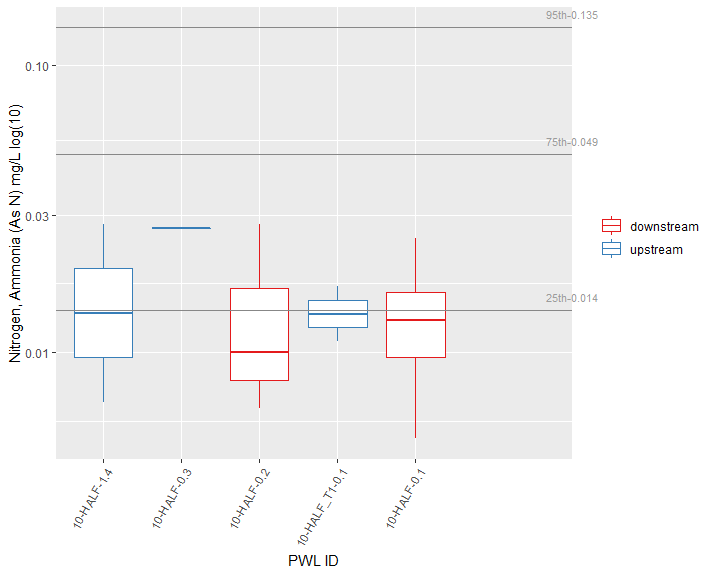 95th-0.135
0.10
75th-0.049
0.03
25th-0.014
0.01
Nitrogen, Ammonia (As N) mg/L log(10)
10-HALF-1.4
10-HALF-0.3
10-HALF-0.2
10-HALF_T1-0.1
10-HALF-0.1
PWL ID
downstream
upstream